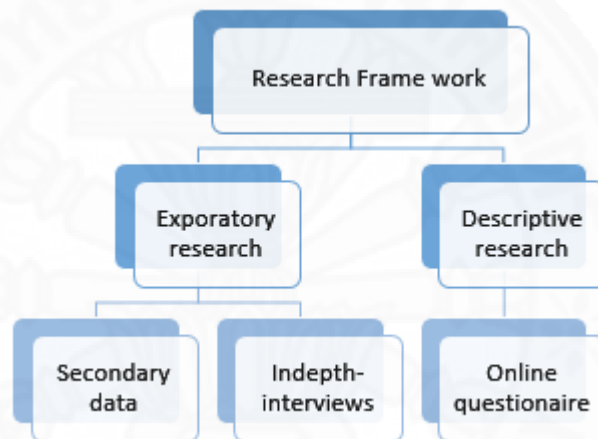 Research Frame work
Exporatory
research
Descriptive
research
Secondary
data
Indepth-
interviews
Online
questionaire